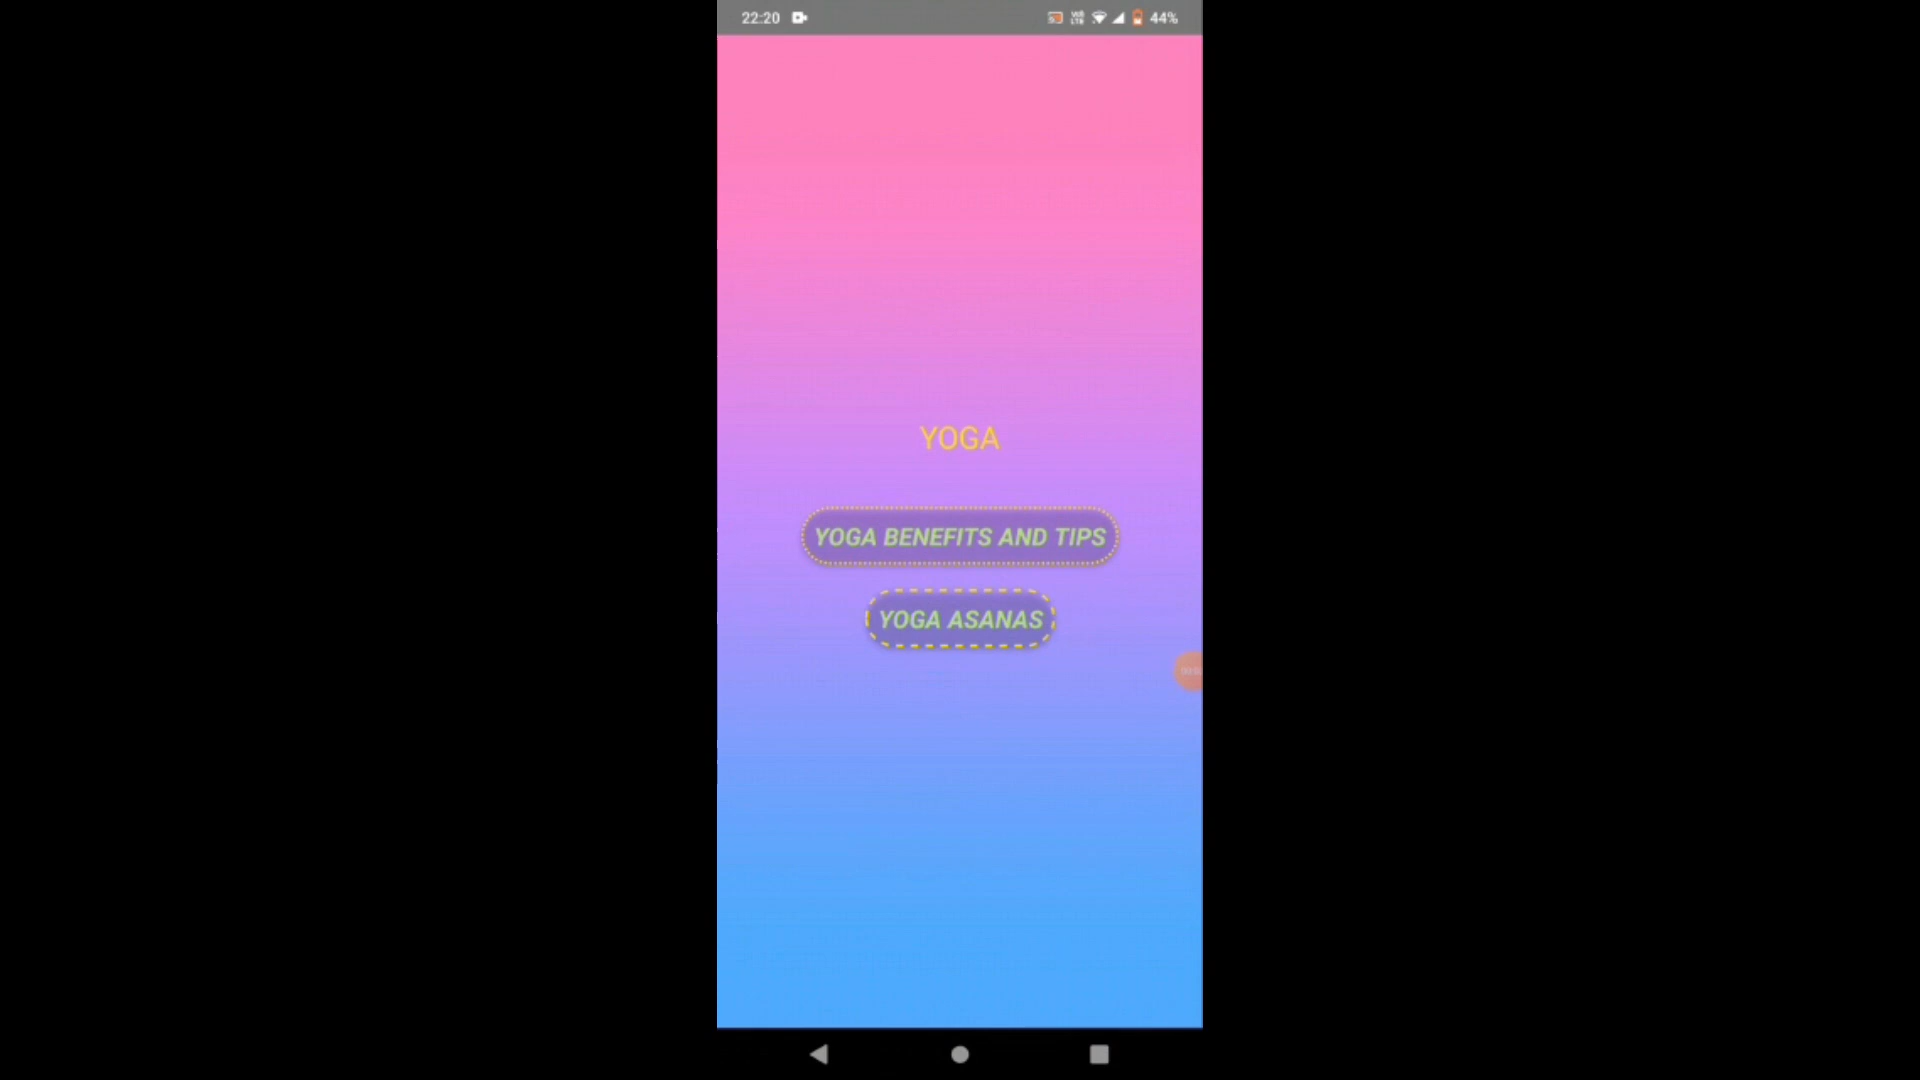 22:20 44%
YOGA
YOGA BENEFITS AND TIPS
YOGA ASANAS